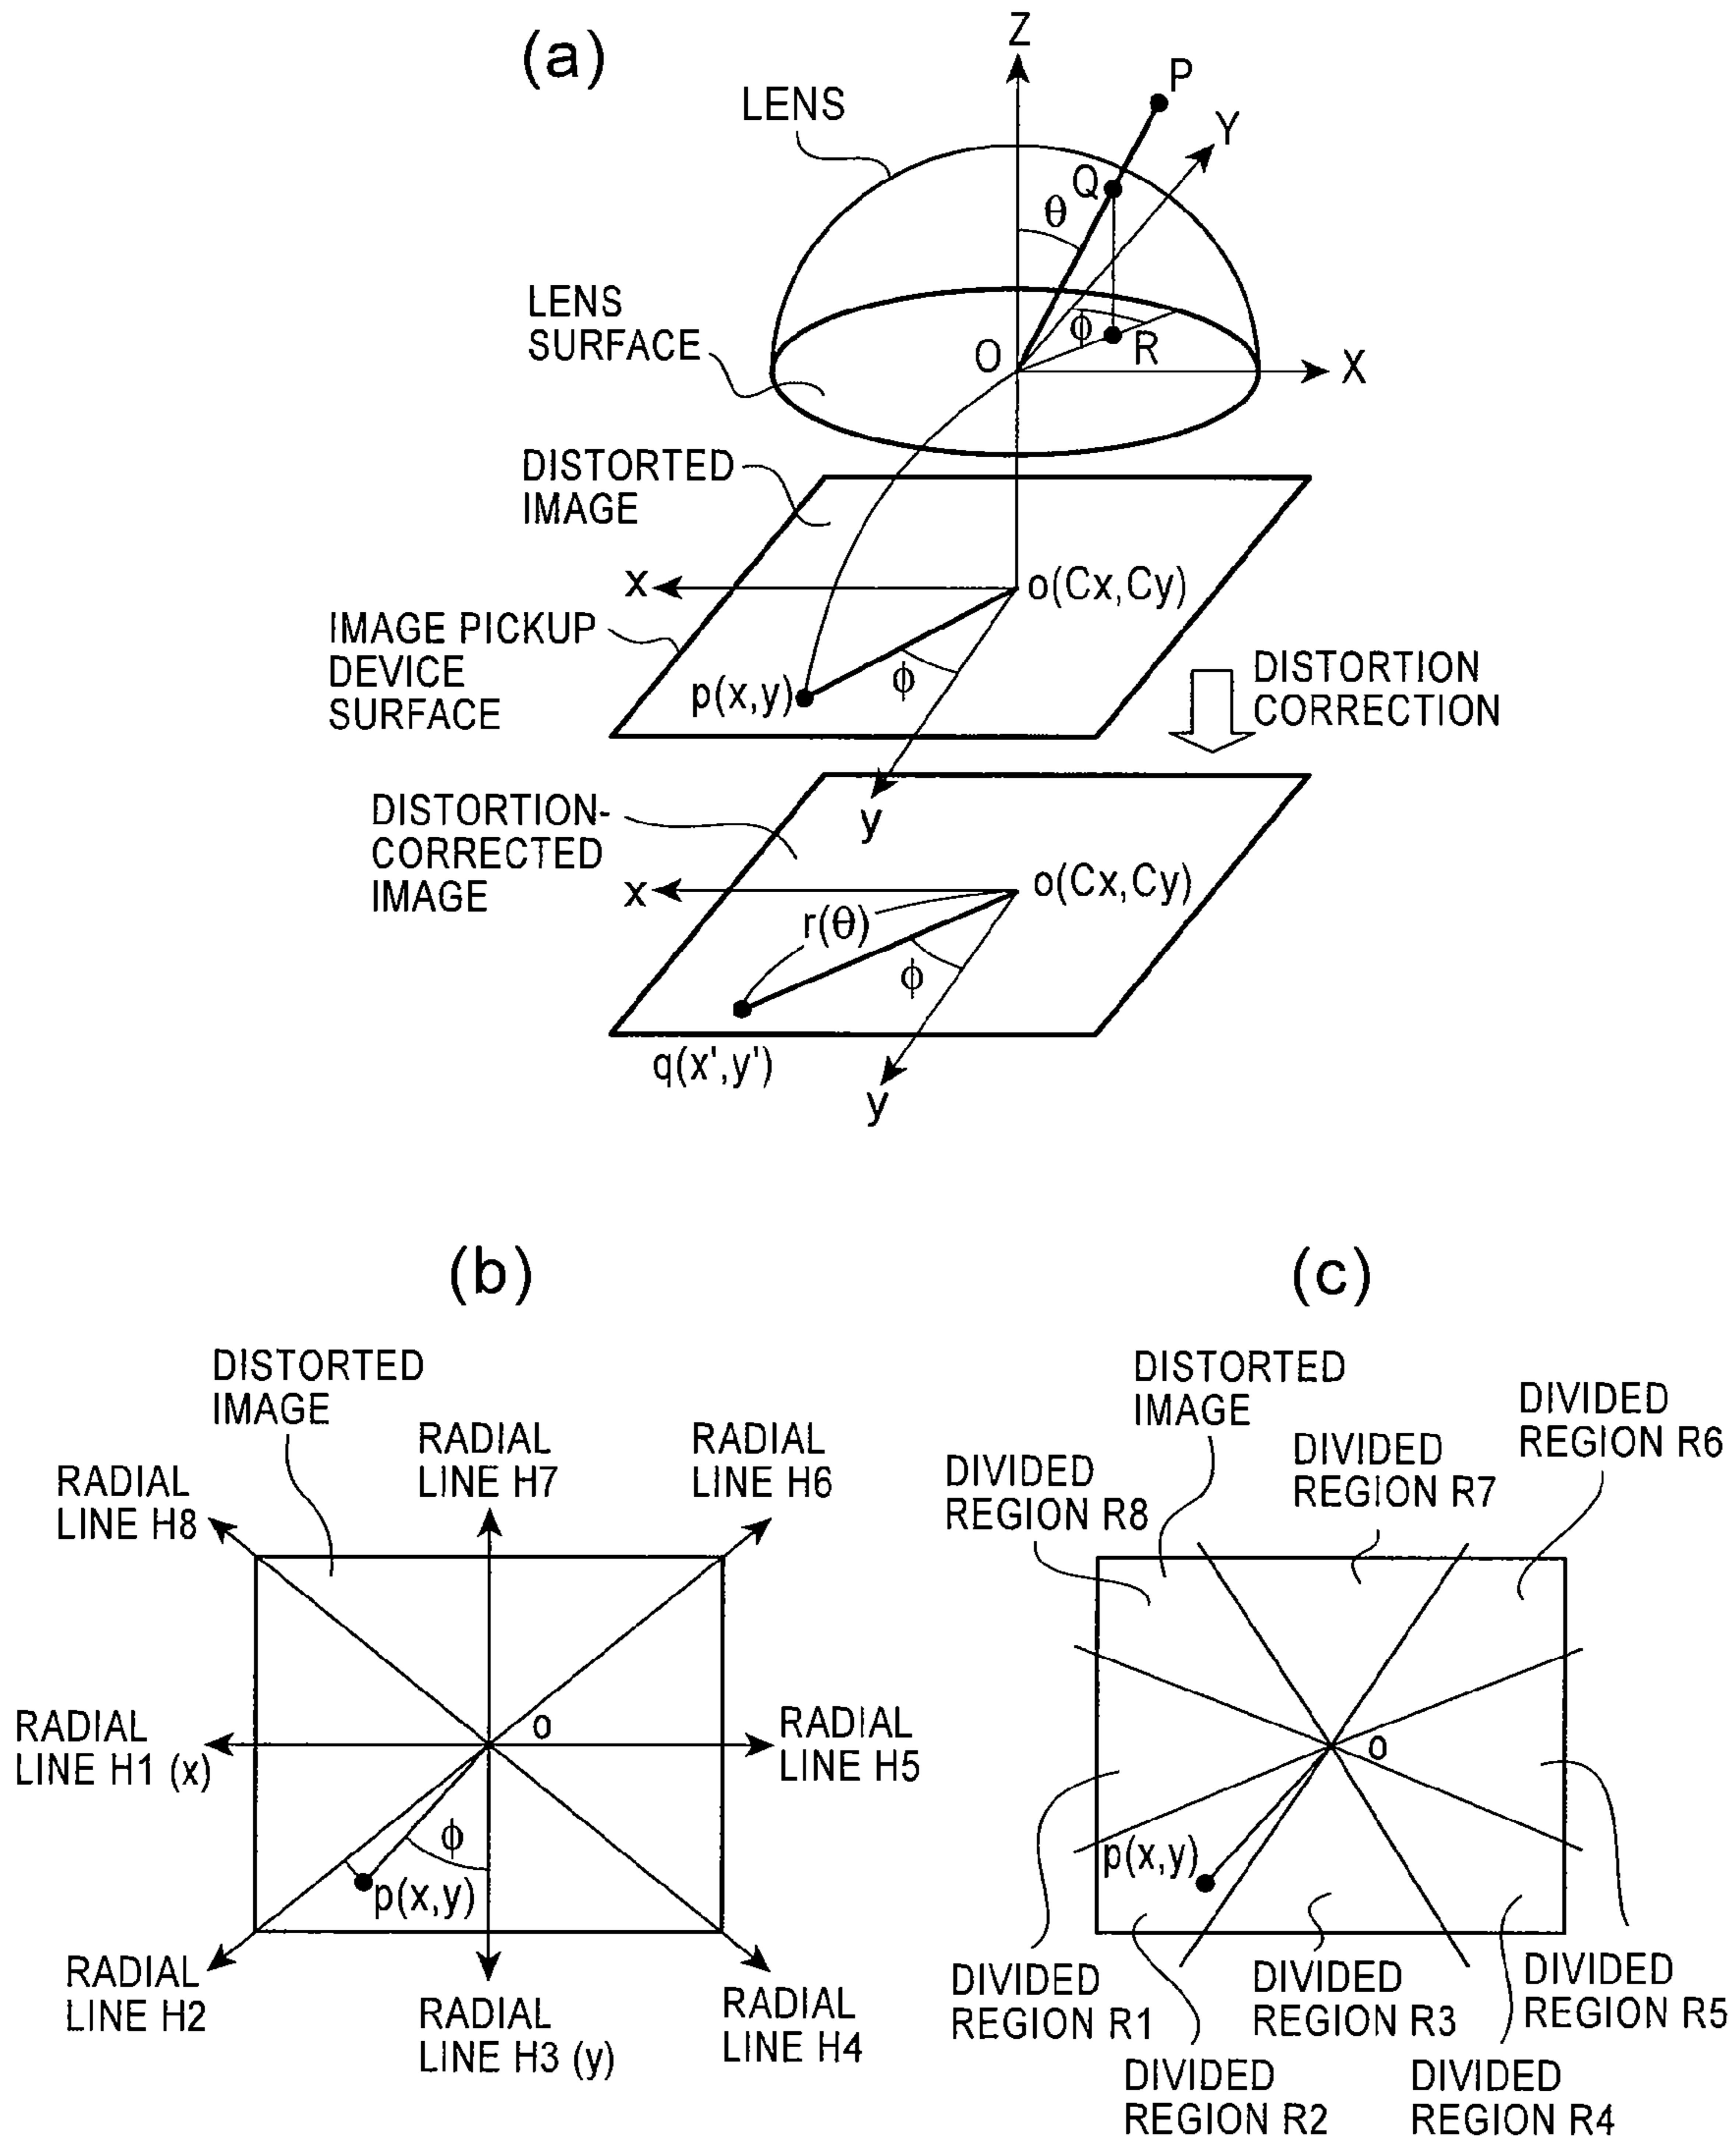 (a)
Z
P
LENS
Y
Q
θ
LENS
SURFACE
ϕ
R
O
X
DISTORTED
IMAGE
x
o(Cx,Cy)
IMAGE PICKUP
DEVICE
SURFACE
p(x,y)
ϕ
DISTORTION
CORRECTION
y
DISTORTION-
CORRECTED
IMAGE
x
o(Cx,Cy)
r(θ)
ϕ
q(x',y')
y
(b)
DISTORTED
IMAGE
RADIAL
LINE H7
RADIAL
LINE H6
RADIAL
LINE H8
o
RADIAL
LINE H1 (x)
RADIAL
LINE H5
ϕ
p(x,y)
RADIAL
LINE H2
RADIAL
LINE H3 (y)
RADIAL
LINE H4
(c)
DISTORTED
IMAGE
DIVIDED
REGION R6
DIVIDED
REGION R7
DIVIDED
REGION R8
o
p(x,y)
DIVIDED
REGION R1
DIVIDED
REGION R3
DIVIDED
REGION R5
DIVIDED
REGION R2
DIVIDED
REGION R4